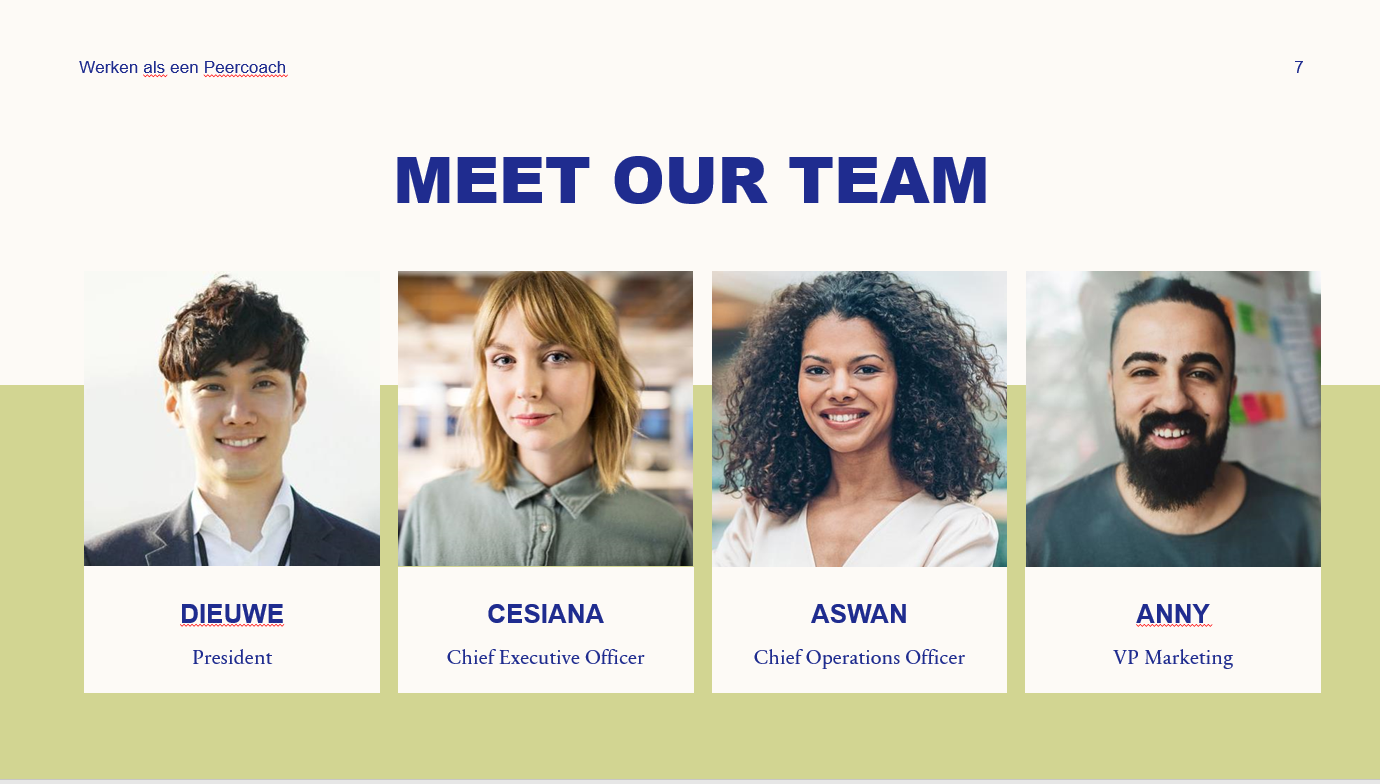 Werken als een Peercoach
7
MEET OUR TEAM
DIEUWE
President
CESIANA
Chief Executive Officer
ASWAN
Chief Operations Officer
ANNY
VP Marketing